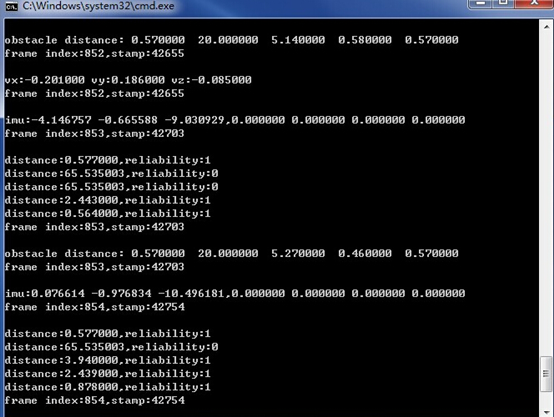 C:\Windows\system32\cmd.exe
obstacle distance: 0.570000 20.000000 5.140000 0.580000 0.570000
frame index:852,stamp:42655
vx:-0.201000 vy:0.186000 vz:-0.085000
frame index:852,stamp:42655
imu:-4.146757 -0.665588 -9.030929,0.000000 0.000000 0.000000 0.000000
frame index:853,stamp:42703
distance:0.577000,reliability:1
distance:65.535003,reliability:0
distance:65.535003,reliability:0
distance:2.443000,reliability:1
distance:0.564000,reliability:1
frame index:853,stamp:42703
obstacle distance: 0.570000 20.000000 5.270000 0.460000 0.570000
frame index:853,stamp:42703
imu:0.076614 -0.976834 -10.496181,0.000000 0.000000 0.000000 0.000000
frame index:854,stamp:42754
distance:0.577000,reliability:1
distance:65.535003,reliability:0
distance:3.940000,reliability:1
distance:2.439000,reliability:1
distance:0.878000,reliability:1
frame index:854,stamp:42754